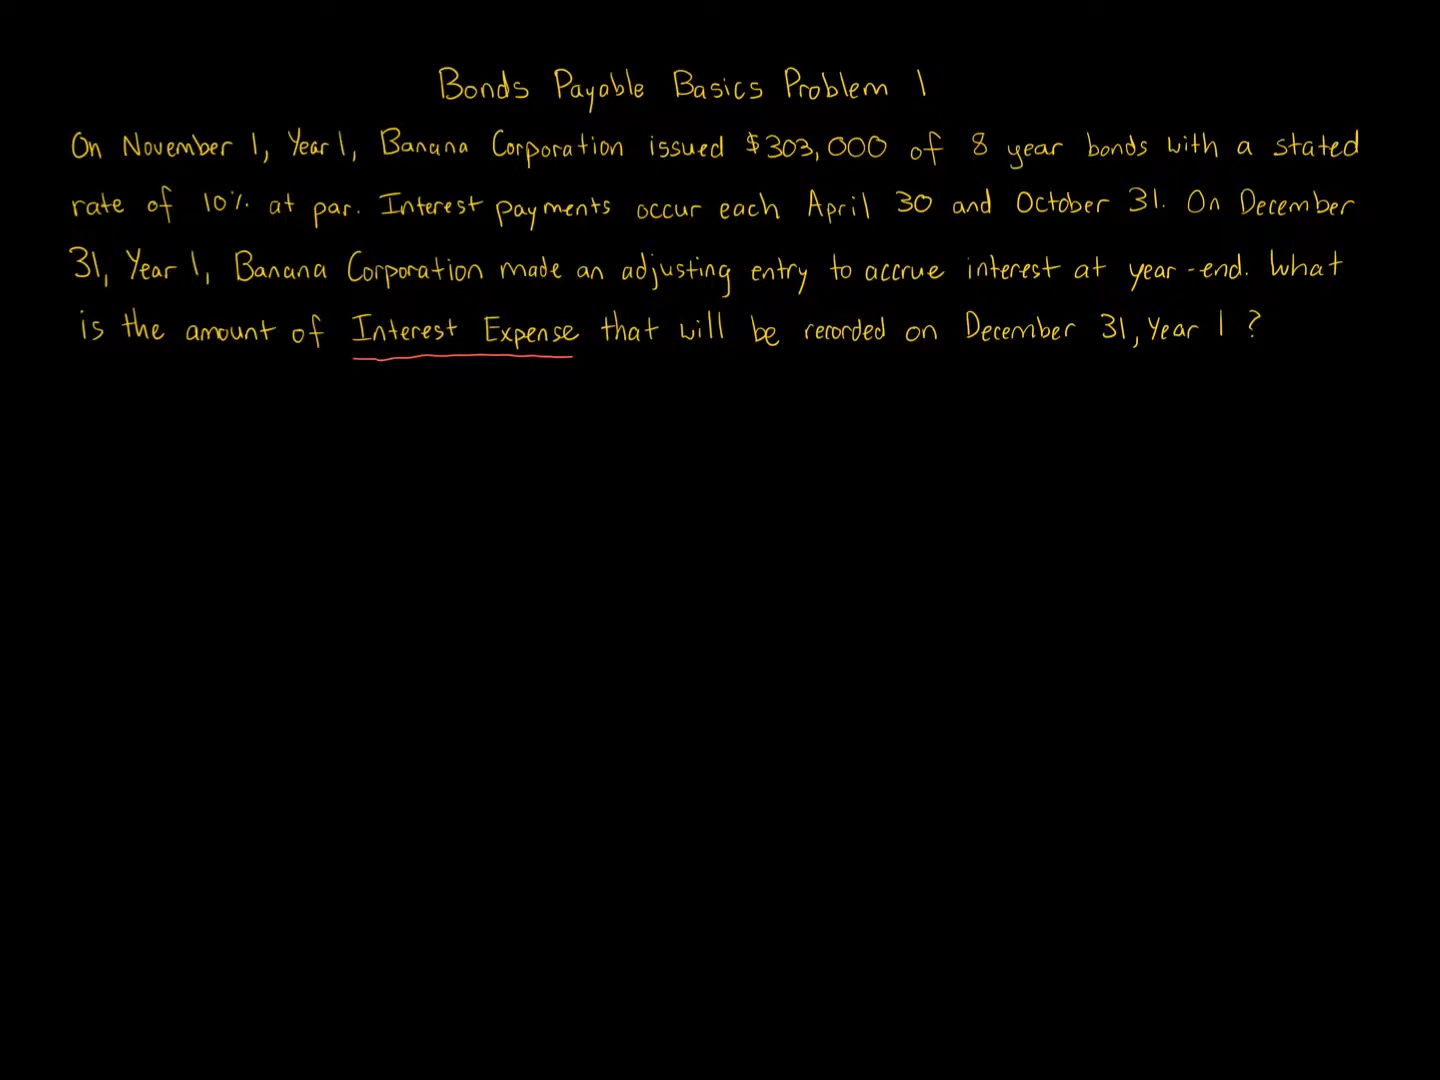 Bonds Payable Basics Problem 1
On November 1, Year 1, Banana Corporation issued $303,000 of 8 year bonds with a stated
rate of 10% at par. Interest payments occur each April 30 and October 31. On December
31, Year 1, Banana Corporation made an adjusting entry to accrue interest at year-end. What
is the amount of Interest Expense that will be recorded on December 31, Year 1?